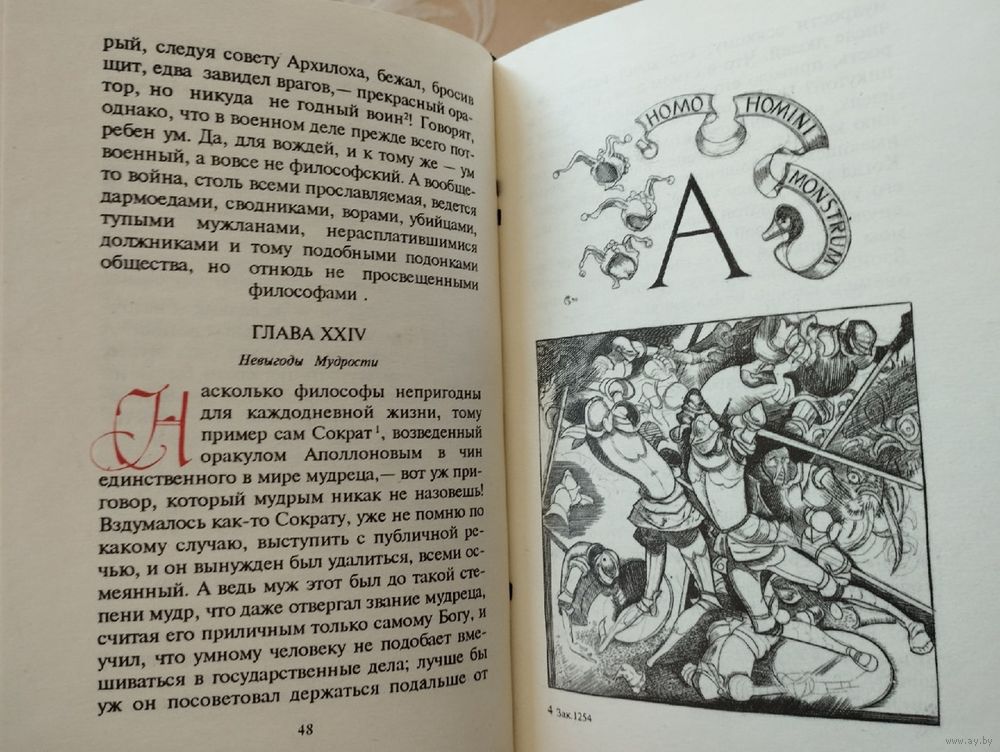 рый, следуя совету Архилоха, бежал, бросив
щит, едва завидел врагов,— прекрасный ора-
тор, но никуда не годный воин²! Говорят,
однако, что в военном деле прежде всего пот-
ребен ум. Да, для вождей, и к тому же — ум
военный, а вовсе не философский. А вообще-
то война, столь всеми прославляемая, ведется
дармоедами, сводниками, ворами, убийцами,
тупыми мужланами, нерасплатившимися
должниками и тому подобными подонками
общества, но отнюдь не просвещенными
философами .
ГЛАВА XXIV
Невыгоды Мудрости
Насколько философы непригодны
для каждодневной жизни, тому
пример сам Сократ¹, возведенный
оракулом Аполлоновым в чин
единственного в мире мудреца,— вот уж при-
говор, который мудрым никак не назовешь!
Вздумалось как-то Сократу, уже не помню по
какому случаю, выступить с публичной ре-
чью, и он вынужден был удалиться, всеми ос-
меянный. А ведь муж этот был до такой сте-
пени мудр, что даже отвергал звание мудреца,
считая его приличным только самому Богу, и
учил, что умному человеку не подобает вме-
шиваться в государственные дела; лучше бы
уж он посоветовал держаться подальше от
48
HOMO HOMINI
MONSTRUM
A
4 Зак.1254
www.ay.by